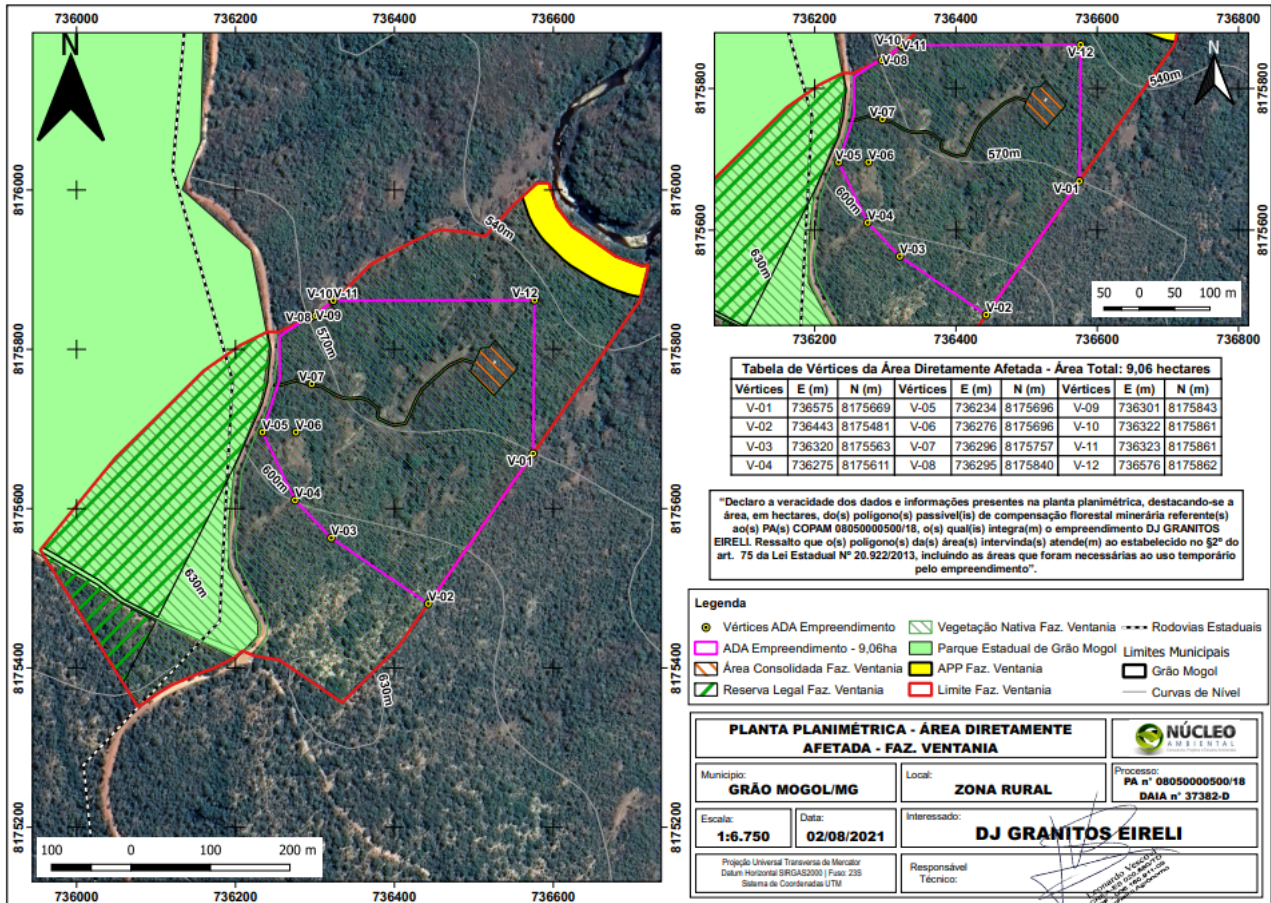 736000 736200 736400 736600
N
8176000
8175800
8175600
8175400
8175200
8176000
8175800
8175600
8175400
8175200
540m
V-10 V-11
V-12
V-08 V-09
570m
V-07
V-05 V-06
V-01
600m
V-04
V-03
630m
V-02
630m
100 0 100 200 m
736000 736200 736400 736600
736200 736400 736600 736800
V-10
V-11
V-12
V-08
N
540m
8175800
8175600
8175800
8175600
V-07
570m
V-05 V-06
V-01
600m
V-04
V-03
630m
V-02
50 0 50 100 m
736200 736400 736600 736800
Tabela de Vértices da Área Diretamente Afetada - Área Total: 9,06 hectares
Vértices E (m) N (m) Vértices E (m) N (m) Vértices E (m) N (m)
V-01 736575 8175669 V-05 736234 8175696 V-09 736301 8175843
V-02 736443 8175481 V-06 736276 8175696 V-10 736322 8175861
V-03 736320 8175563 V-07 736296 8175757 V-11 736323 8175861
V-04 736275 8175611 V-08 736295 8175840 V-12 736576 8175862
"Declaro a veracidade dos dados e informações presentes na planta planimétrica, destacando-se a
área, em hectares, do(s) polígono(s) passível(is) de compensação florestal minerária referente(s)
ao(s) PA(s) COPAM 08050000500/18, o(s) qual(is) integra(m) o empreendimento DJ GRANITOS
EIRELI. Ressalto que o(s) polígono(s) da(s) área(s) intervinda(s) atende(m) ao estabelecido no §2º do
art. 75 da Lei Estadual Nº 20.922/2013, incluindo as áreas que foram necessárias ao uso temporário
pelo empreendimento".
Legenda
Vértices ADA Empreendimento
ADA Empreendimento - 9,06ha
Área Consolidada Faz. Ventania
Reserva Legal Faz. Ventania
Vegetação Nativa Faz. Ventania
Parque Estadual de Grão Mogol
APP Faz. Ventania
Limite Faz. Ventania
Rodovias Estaduais
Limites Municipais
Grão Mogol
Curvas de Nível
PLANTA PLANIMÉTRICA - ÁREA DIRETAMENTE
AFETADA - FAZ. VENTANIA
NÚCLEO
AMBIENTAL
Município:
GRÃO MOGOL/MG
Local:
ZONA RURAL
Processo:
PA n° 08050000500/18
DAIA n° 37382-D
Escala:
1:6.750
Data:
02/08/2021
Interessado:
DJ GRANITOS EIRELI
Projeção Universal Transversa de Mercator
Datum Horizontal SIRGAS2000 | Fuso: 23S
Sistema de Coordenadas UTM
Responsável
Técnico:
Leonardo